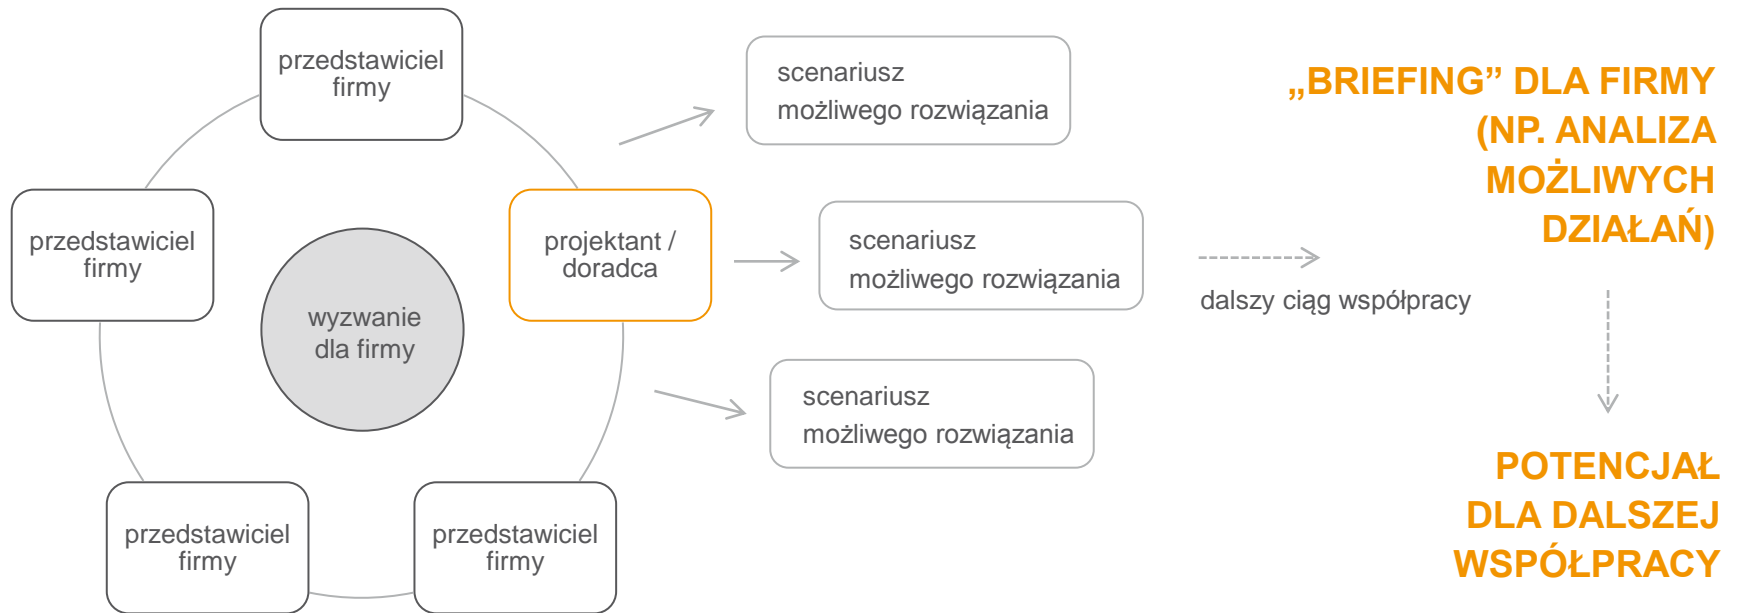 przedstawiciel
firmy
przedstawiciel
firmy
projektant /
doradca
wyzwanie
dla firmy
przedstawiciel
firmy
przedstawiciel
firmy
scenariusz
możliwego rozwiązania
scenariusz
możliwego rozwiązania
scenariusz
możliwego rozwiązania
dalszy ciąg współpracy
„BRIEFING” DLA FIRMY
(NP. ANALIZA
MOŻLIWYCH
DZIAŁAŃ)
POTENCJAŁ
DLA DALSZEJ
WSPÓŁPRACY